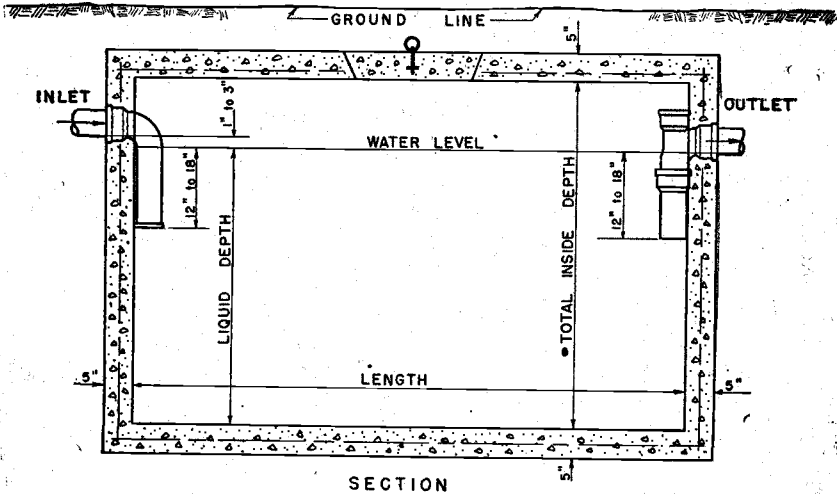 GROUND LINE
5"
INLET
1" to 3"
OUTLET
WATER LEVEL
12" to 18"
12" to 18"
LIQUID DEPTH
TOTAL INSIDE DEPTH
5"
LENGTH
5"
5"
SECTION